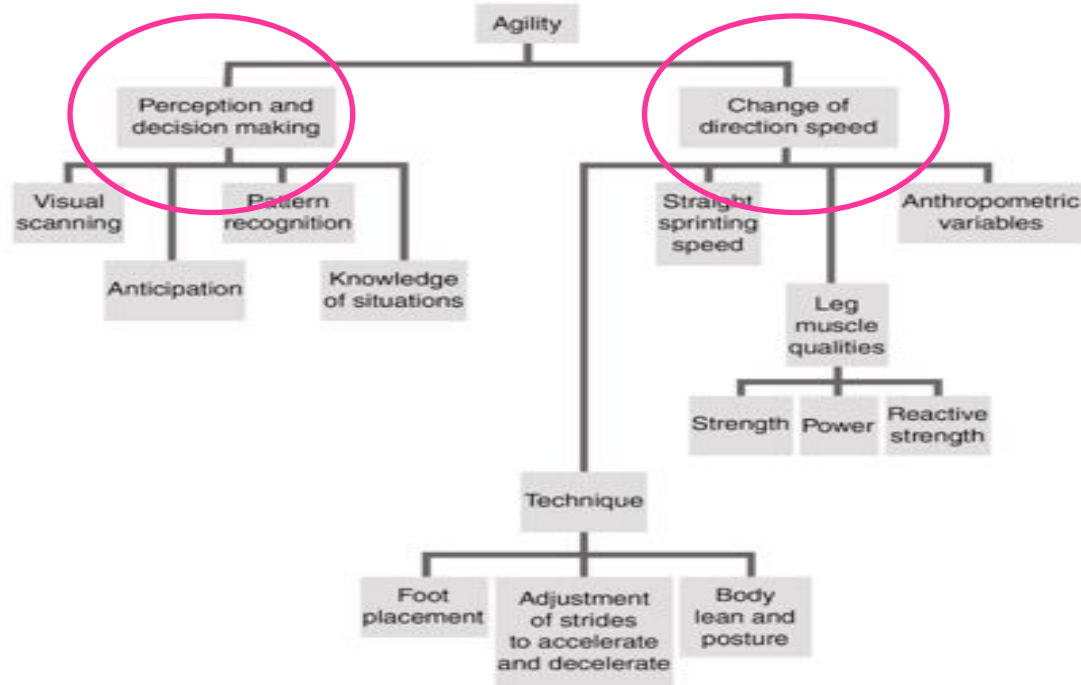 Agility
Perception and
decision making
Change of
direction speed
Visual
scanning
Pattern
recognition
Straight
sprinting
speed
Anthropometric
variables
Anticipation
Knowledge
of situations
Leg
muscle
qualities
Strength
Power
Reactive
strength
Technique
Foot
placement
Adjustment
of strides
to accelerate
and decelerate
Body
lean and
posture